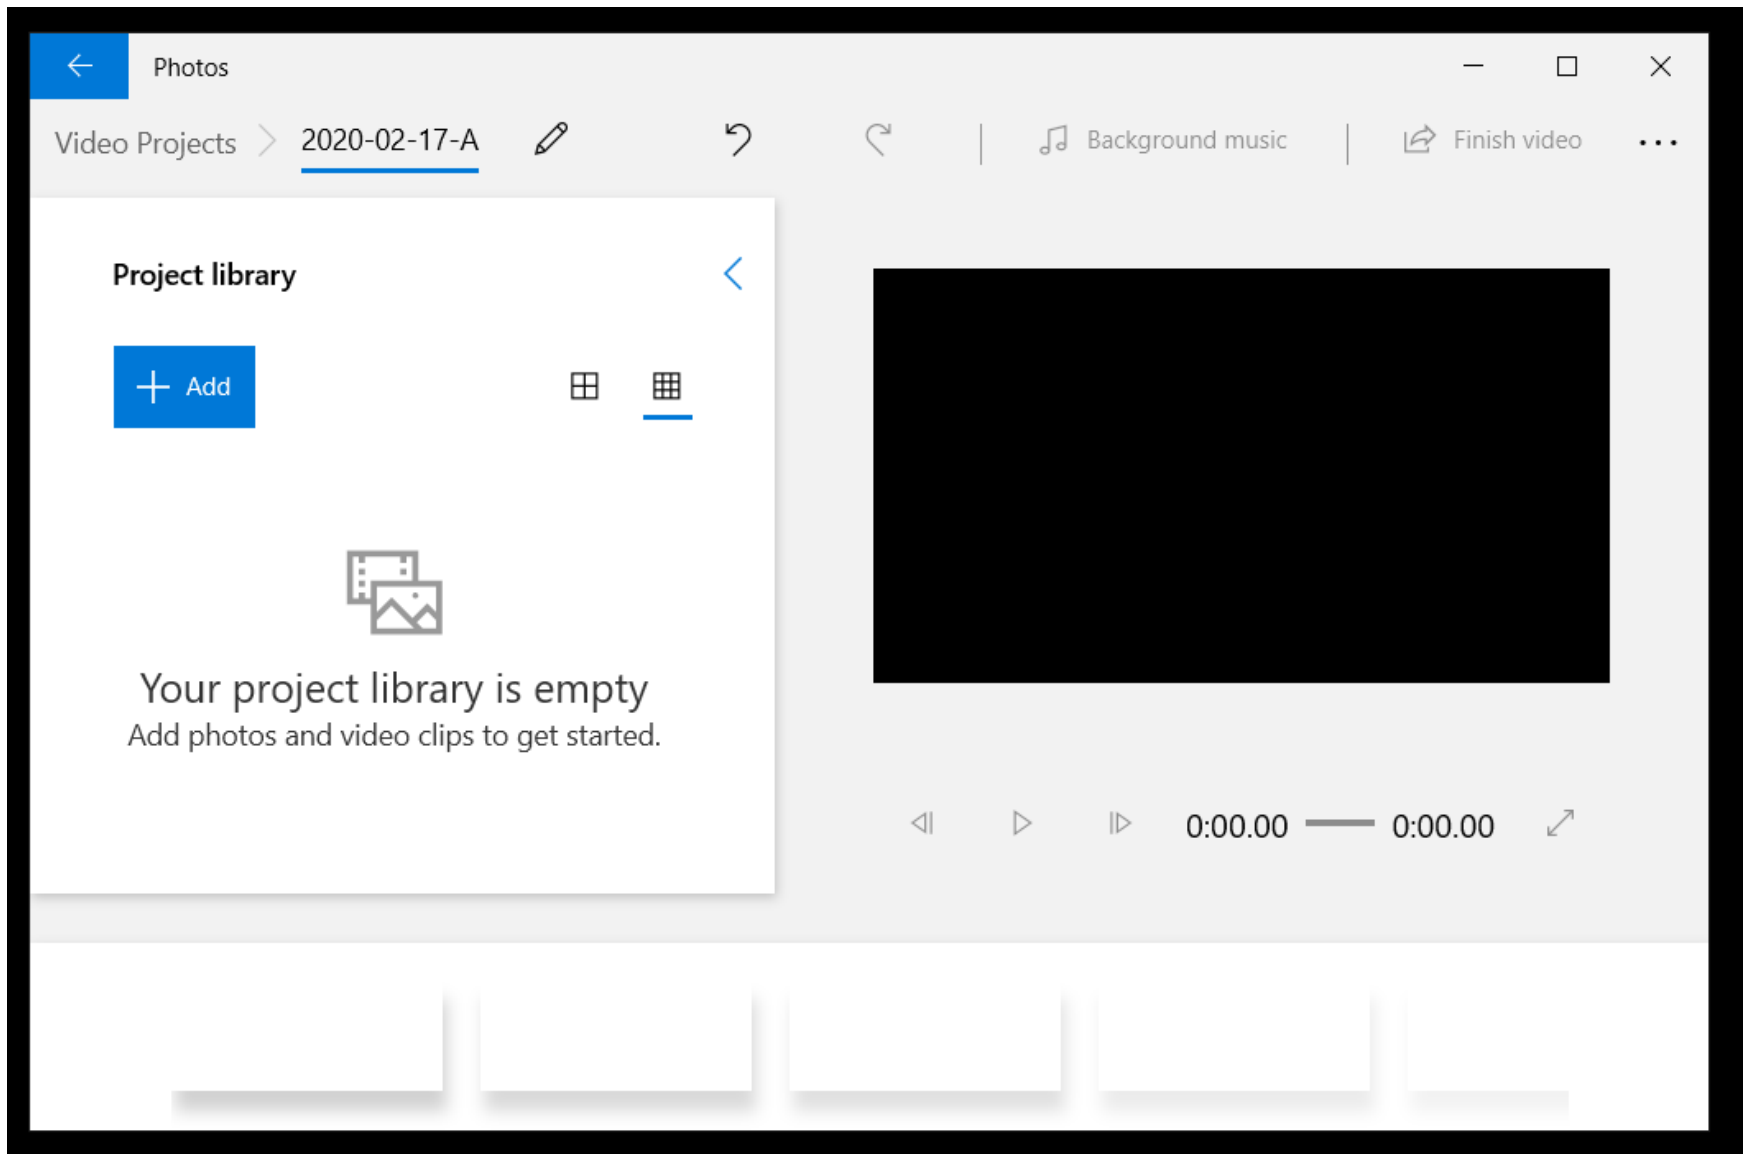 Photos
Video Projects
2020-02-17-A
Background music
Finish video
Project library
Add
Your project library is empty
Add photos and video clips to get started.
0:00.00
0:00.00